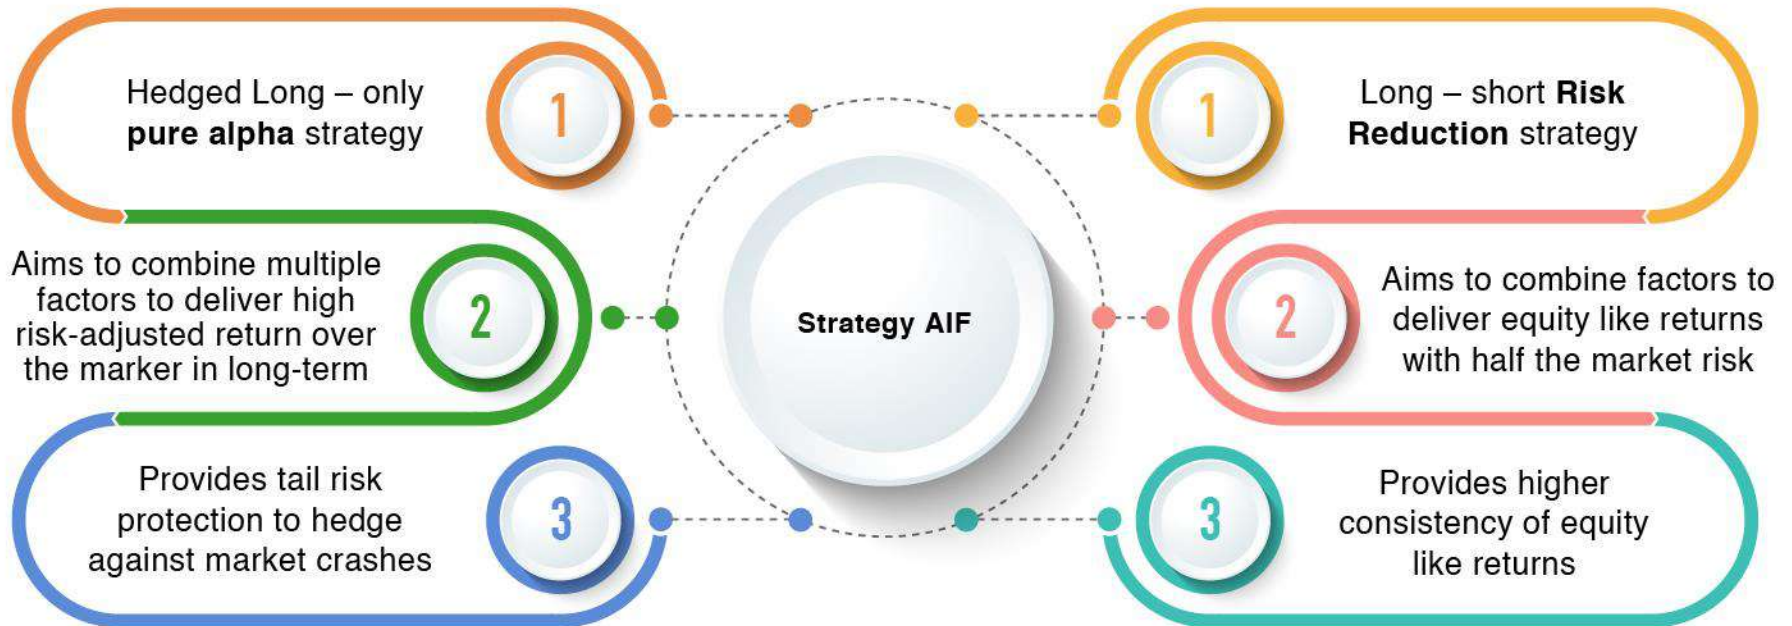 1
Hedged Long – only
pure alpha strategy
2
Aims to combine multiple
factors to deliver high
risk-adjusted return over
the marker in long-term
3
Provides tail risk
protection to hedge
against market crashes
Strategy AIF
1
Long – short Risk
Reduction strategy
2
Aims to combine factors to
deliver equity like returns
with half the market risk
3
Provides higher
consistency of equity
like returns